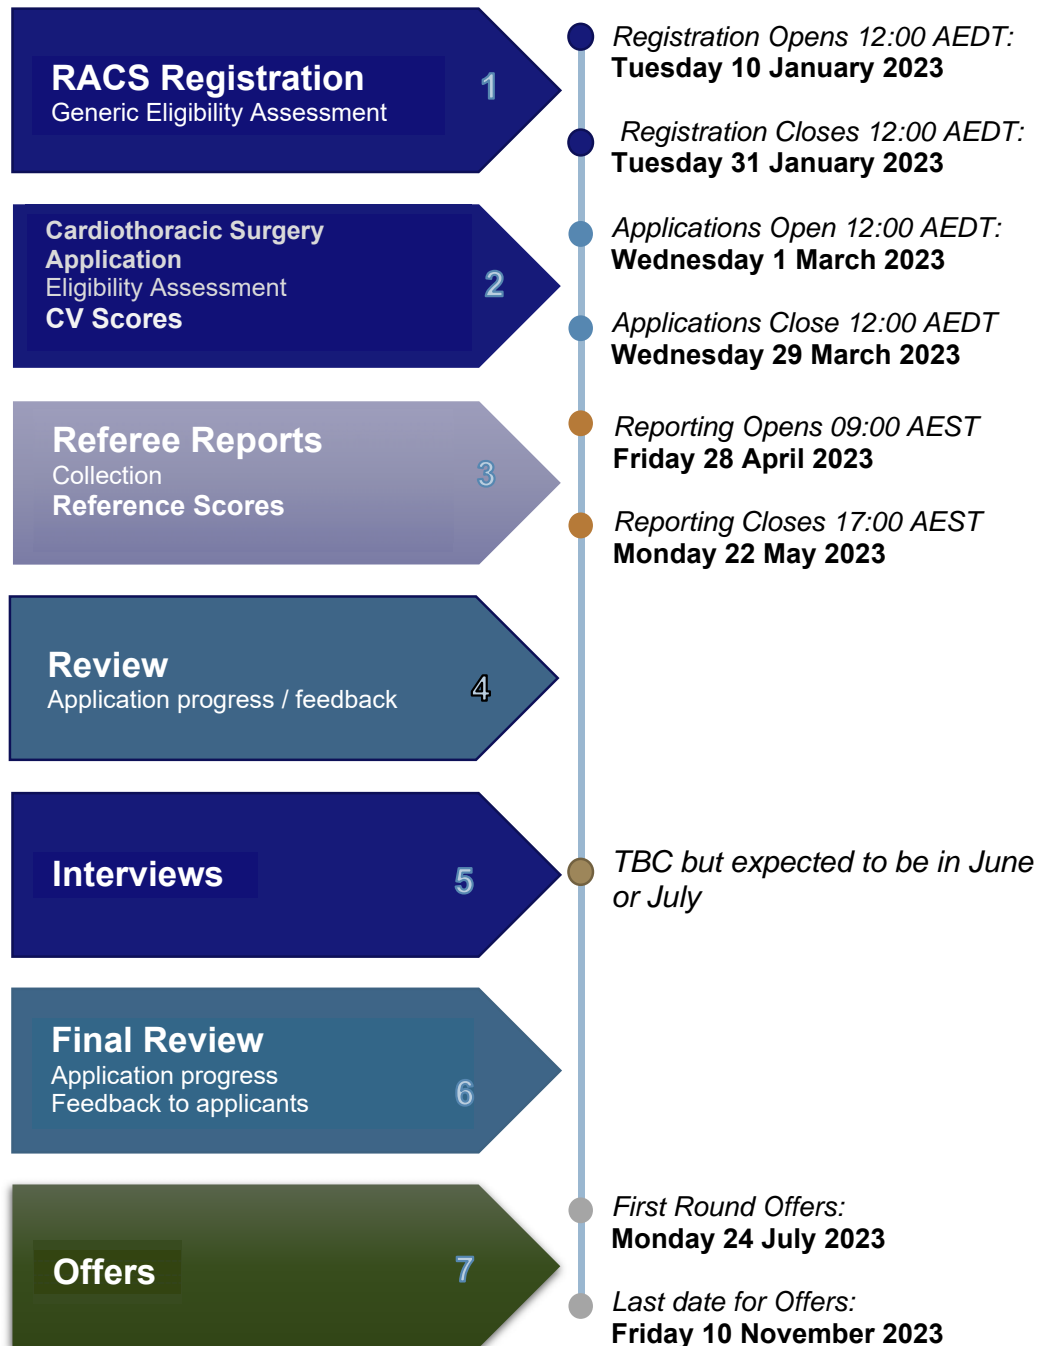 RACS Registration
Generic Eligibility Assessment
1
Registration Opens 12:00 AEDT:
Tuesday 10 January 2023
Registration Closes 12:00 AEDT:
Tuesday 31 January 2023
Cardiothoracic Surgery
Application
Eligibility Assessment
CV Scores
2
Applications Open 12:00 AEDT:
Wednesday 1 March 2023
Applications Close 12:00 AEDT
Wednesday 29 March 2023
Referee Reports
Collection
Reference Scores
3
Reporting Opens 09:00 AEST
Friday 28 April 2023
Reporting Closes 17:00 AEST
Monday 22 May 2023
Review
Application progress / feedback
4
Interviews
5
TBC but expected to be in June
or July
Final Review
Application progress
Feedback to applicants
6
Offers
7
First Round Offers:
Monday 24 July 2023
Last date for Offers:
Friday 10 November 2023